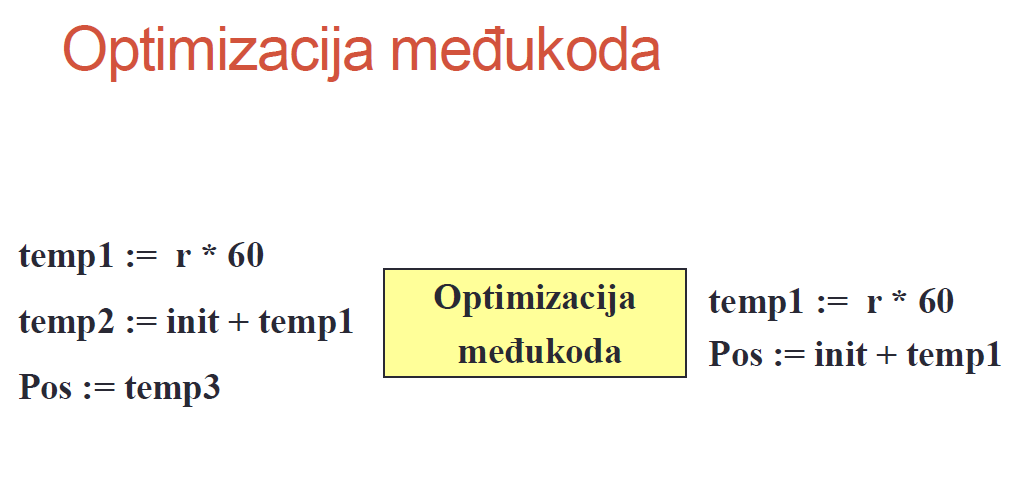 Optimizacija međukoda
temp1 := r * 60
temp2 := init + temp1
Pos := temp3
Optimizacija
međukoda
temp1 := r * 60
Pos := init + temp1